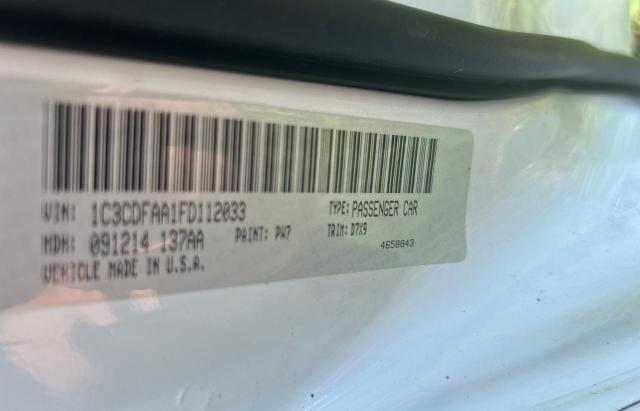 VIN: 1C3CDFAA1FD112033 TYPE: PASSENGER CAR
MDH: 091214 137AA PAINT: PW7 TRIM: D7X9
VEHICLE MADE IN U.S.A. 4658843